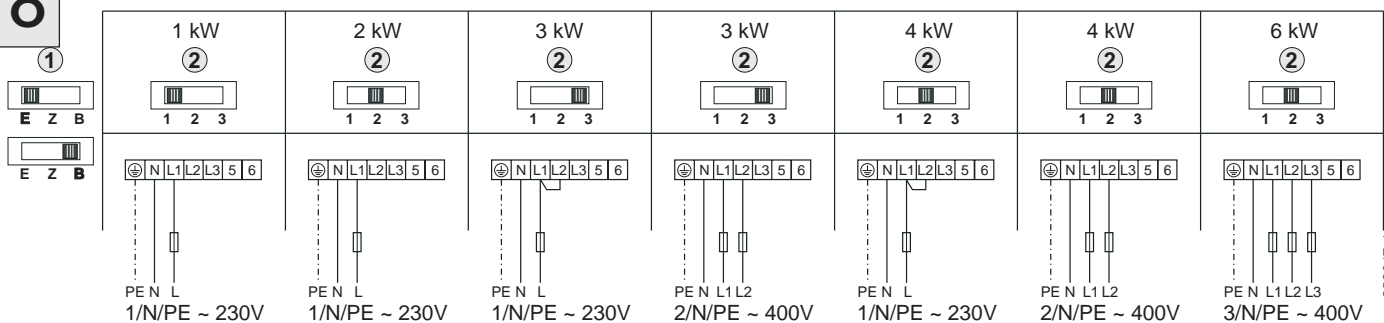 8
1 kW 2 kW 3 kW 3 kW 4 kW 4 kW 6 kW
① ② ② ② ② ② ② ②
E Z B 1 2 3 1 2 3 1 2 3 1 2 3 1 2 3 1 2 3 1 2 3
E Z B
N L1 L2 L3 5 6 N L1 L2 L3 5 6 N L1 L2 L3 5 6 N L1 L2 L3 5 6 N L1 L2 L3 5 6 N L1 L2 L3 5 6 N L1 L2 L3 5 6
PE N L PE N L PE N L PE N L1 L2 PE N L PE N L1 L2 PE N L1 L2 L3
1/N/PE ~ 230V 1/N/PE ~ 230V 1/N/PE ~ 230V 2/N/PE ~ 400V 1/N/PE ~ 230V 2/N/PE ~ 400V 3/N/PE ~ 400V